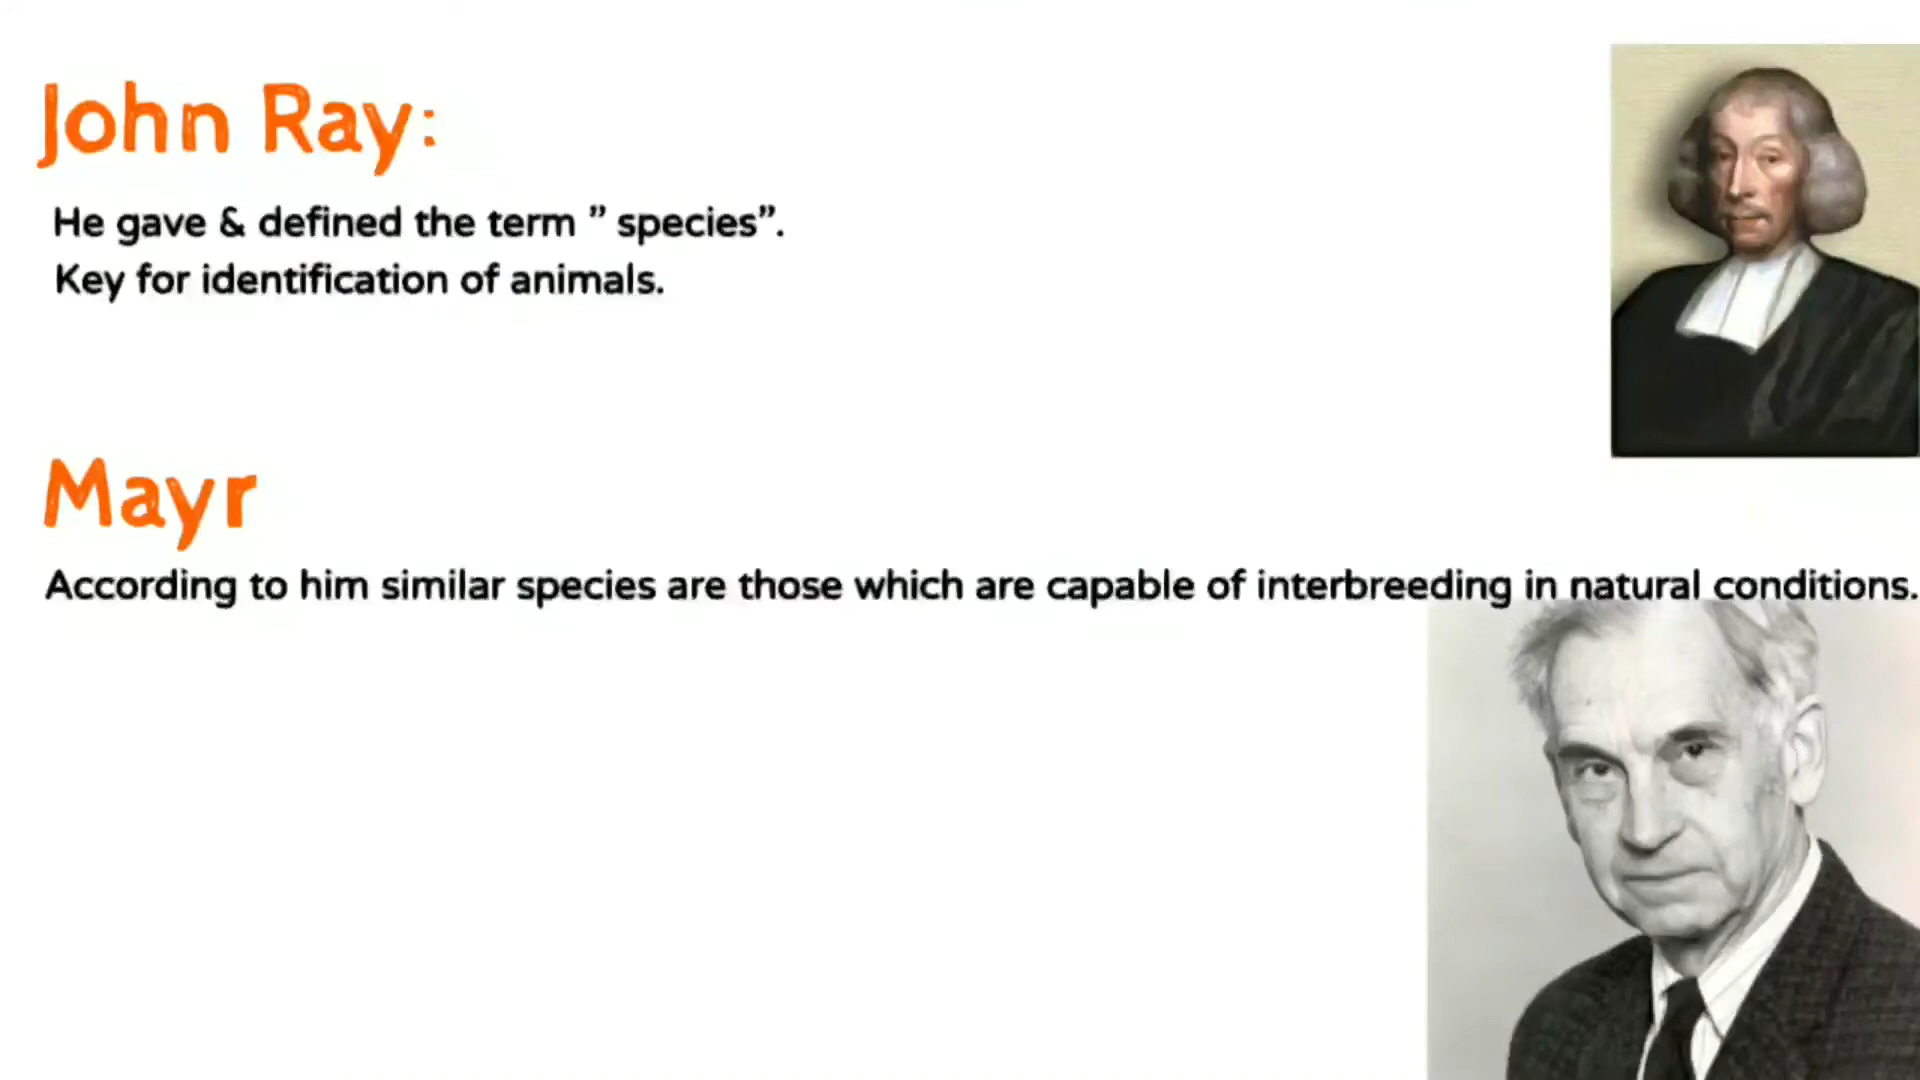 John Ray:
He gave & defined the term ” species”.
Key for identification of animals.
Mayr
According to him similar species are those which are capable of interbreeding in natural conditions.